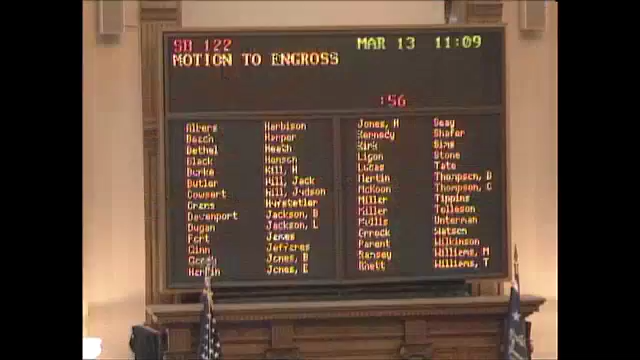 SB 122 MAR 13 11:09
MOTION TO ENGROSS
:56
Albers
Beach
Bethel
Black
Burke
Butler
Cowsert
Crane
Davenport
Dugan
Fort
Ginn
Harbison
Harper
Heath
Henson
Hill, H
Hill, Jack
Hill, Judson
Hufstetler
Jackson, B
Jackson, L
James
Jeffares
Jones, B
Jones, E
Jones, H
Kennedy
Kirk
Ligon
Lucas
Martin
McKoon
Miller
Miller
Mullis
Orrock
Parent
Ramsey
Rhett
Seay
Shafer
Sims
Stone
Tate
Thompson, B
Thompson, C
Tippins
Tolleson
Unterman
Watson
Wilkinson
Williams, M
Williams, T